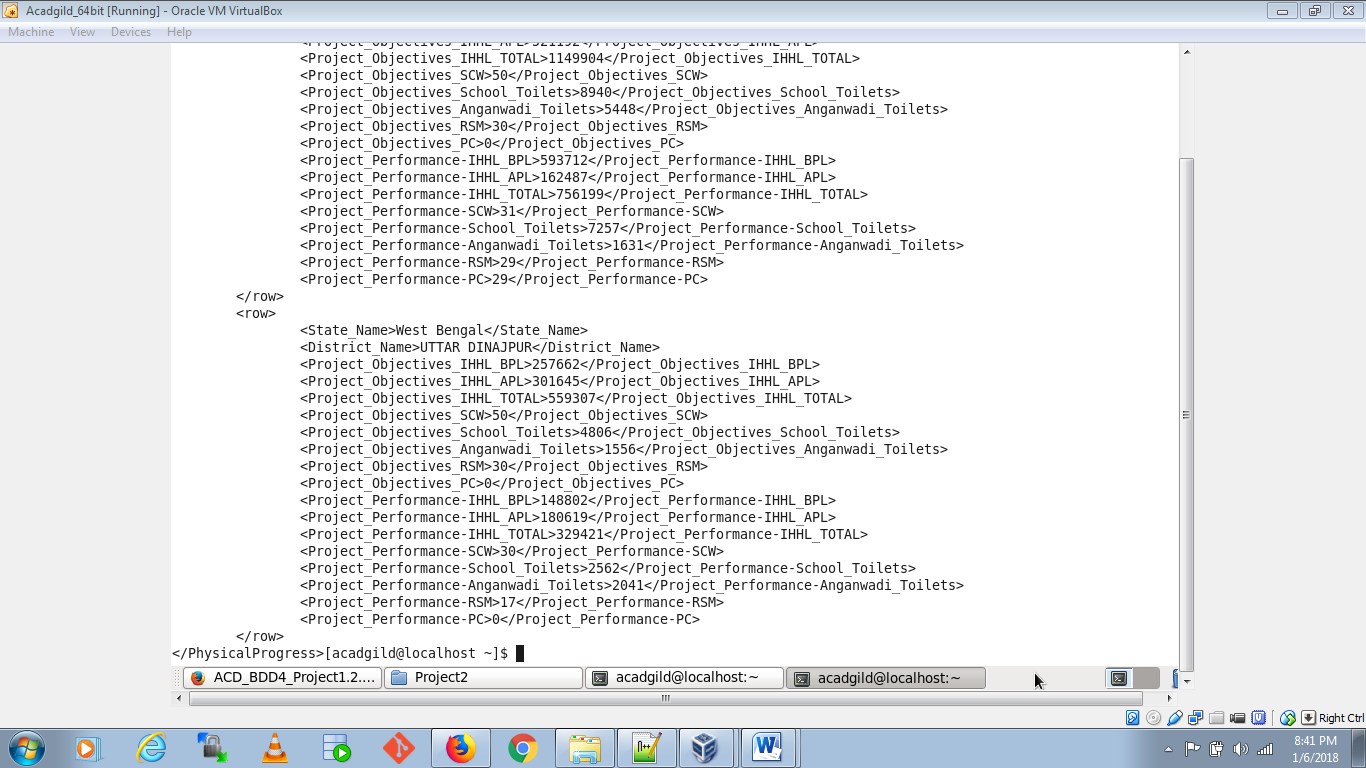 Acadgild_64bit [Running] - Oracle VM VirtualBox
Machine View Devices Help
<Project_Objectives_IHHL_TOTAL>1149904</Project_Objectives_IHHL_TOTAL>
<Project_Objectives_SCW>50</Project_Objectives_SCW>
<Project_Objectives_School_Toilets>8940</Project_Objectives_School_Toilets>
<Project_Objectives_Anganwadi_Toilets>5448</Project_Objectives_Anganwadi_Toilets>
<Project_Objectives_RSM>30</Project_Objectives_RSM>
<Project_Objectives_PC>0</Project_Objectives_PC>
<Project_Performance-IHHL_BPL>593712</Project_Performance-IHHL_BPL>
<Project_Performance-IHHL_APL>162487</Project_Performance-IHHL_APL>
<Project_Performance-IHHL_TOTAL>756199</Project_Performance-IHHL_TOTAL>
<Project_Performance-SCW>31</Project_Performance-SCW>
<Project_Performance-School_Toilets>7257</Project_Performance-School_Toilets>
<Project_Performance-Anganwadi_Toilets>1631</Project_Performance-Anganwadi_Toilets>
<Project_Performance-RSM>29</Project_Performance-RSM>
<Project_Performance-PC>29</Project_Performance-PC>
</row>
<row>
<State_Name>West Bengal</State_Name>
<District_Name>UTTAR DINAJPUR</District_Name>
<Project_Objectives_IHHL_BPL>257662</Project_Objectives_IHHL_BPL>
<Project_Objectives_IHHL_APL>301645</Project_Objectives_IHHL_APL>
<Project_Objectives_IHHL_TOTAL>559307</Project_Objectives_IHHL_TOTAL>
<Project_Objectives_SCW>50</Project_Objectives_SCW>
<Project_Objectives_School_Toilets>4806</Project_Objectives_School_Toilets>
<Project_Objectives_Anganwadi_Toilets>1556</Project_Objectives_Anganwadi_Toilets>
<Project_Objectives_RSM>30</Project_Objectives_RSM>
<Project_Objectives_PC>0</Project_Objectives_PC>
<Project_Performance-IHHL_BPL>148802</Project_Performance-IHHL_BPL>
<Project_Performance-IHHL_APL>180619</Project_Performance-IHHL_APL>
<Project_Performance-IHHL_TOTAL>329421</Project_Performance-IHHL_TOTAL>
<Project_Performance-SCW>30</Project_Performance-SCW>
<Project_Performance-School_Toilets>2562</Project_Performance-School_Toilets>
<Project_Performance-Anganwadi_Toilets>2041</Project_Performance-Anganwadi_Toilets>
<Project_Performance-RSM>17</Project_Performance-RSM>
<Project_Performance-PC>0</Project_Performance-PC>
</row>
</PhysicalProgress>[acadgild@localhost ~]$
ACD_BDD4_Project1.2.... Project2 acadgild@localhost:~ acadgild@localhost:~
Right Ctrl
8:41 PM
1/6/2018